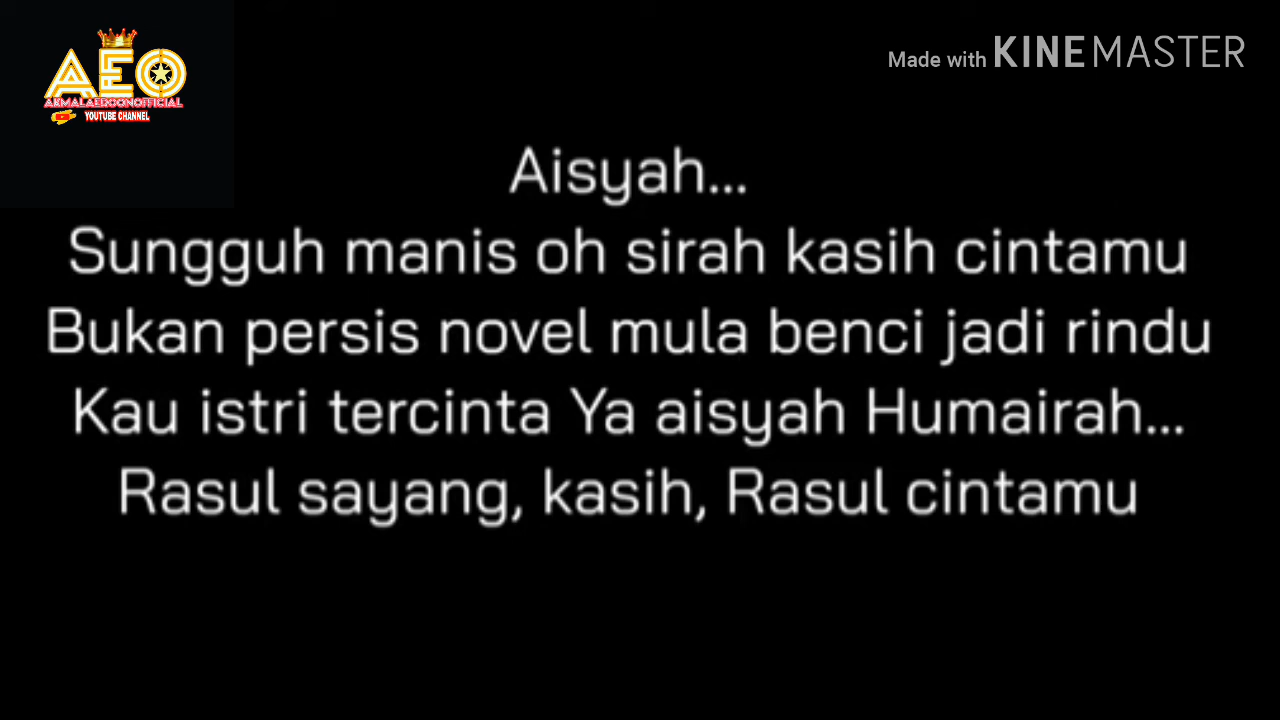 AEO
AKMALAEROONOFFICIAL
YOUTUBE CHANNEL
Made with KINEMASTER
Aisyah...
Sungguh manis oh sirah kasih cintamu
Bukan persis novel mula benci jadi rindu
Kau istri tercinta Ya aisyah Humairah...
Rasul sayang, kasih, Rasul cintamu